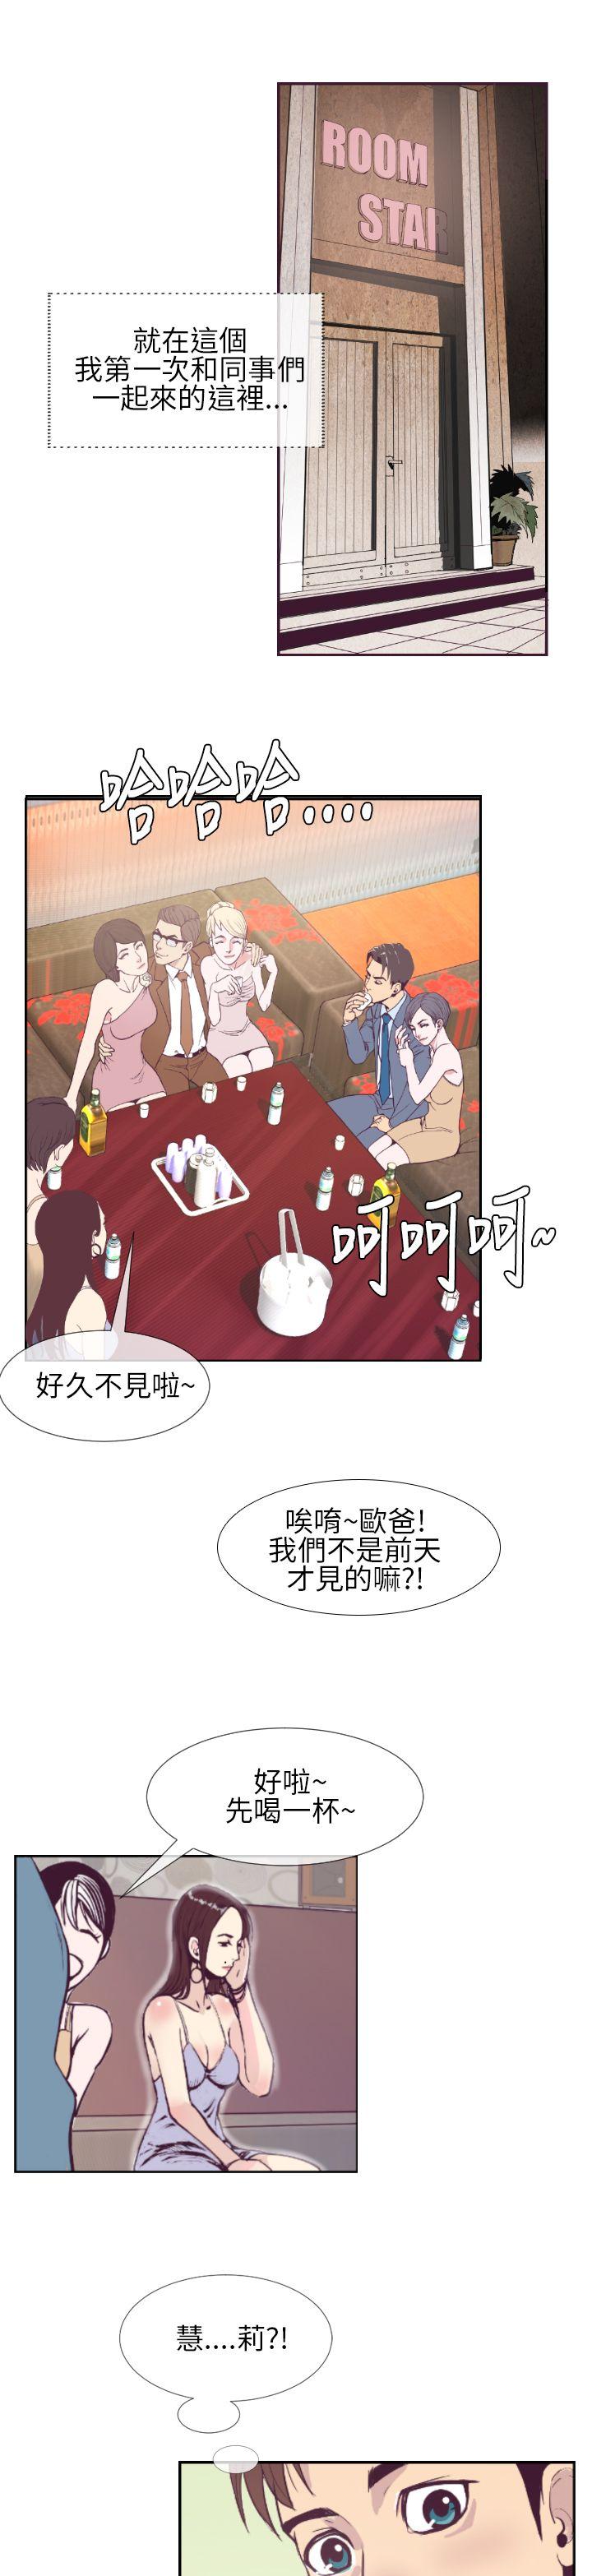 ROOM
STAR
就在這個
我第一次和同事們
一起來的這裡...
哈哈哈....
呵呵呵~
好久不見啦~
唉唷~歐爸!
我們不是前天
才見的嘛?!
好啦~
先喝一杯~
慧....莉?!